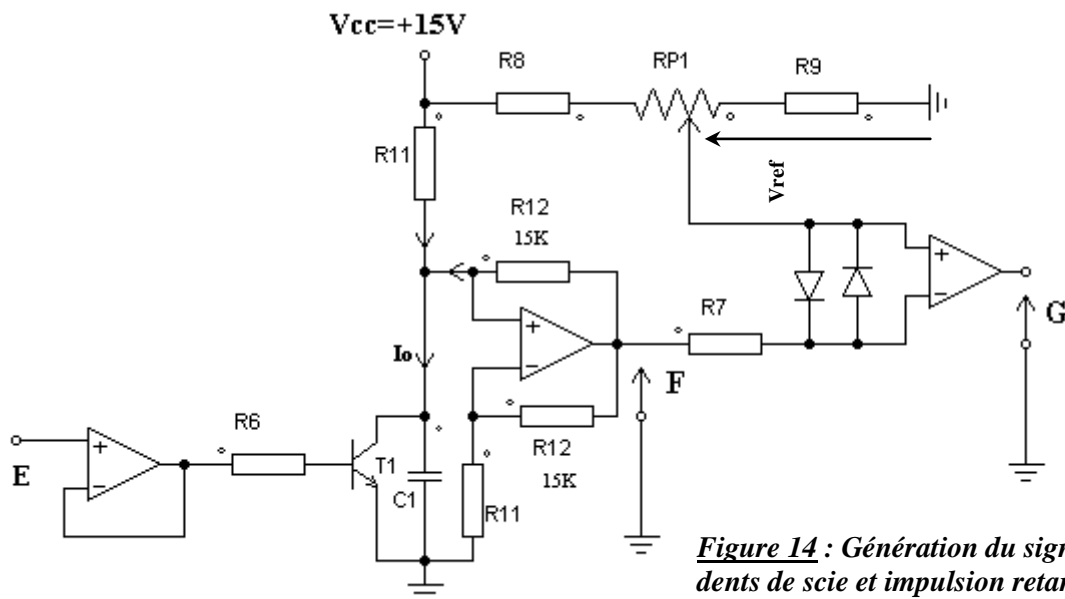 Vcc=+15V
R8
RP1
R9
R11
Vref
R12
15K
R7
G
Io
F
R6
R12
15K
E
T1
C1
R11
Figure 14 : Génération du sign
dents de scie et impulsion retar